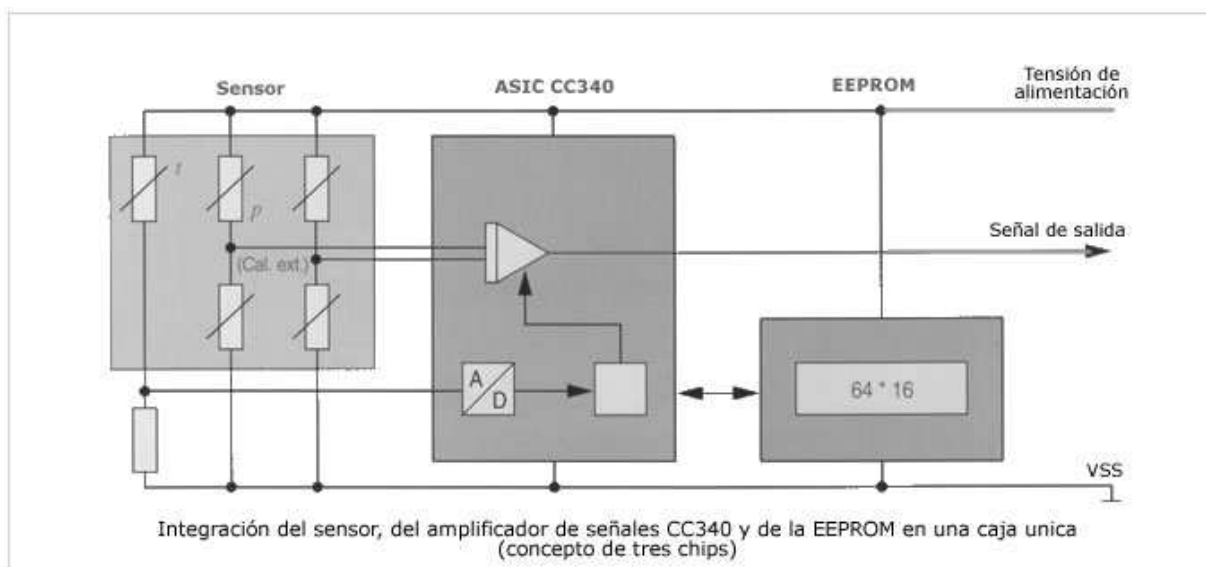 Sensor
ASIC CC340
EEPROM
Tensión de
alimentación
t
p
Señal de salida
(Cal. ext.)
A
D
64 * 16
VSS
Integración del sensor, del amplificador de señales CC340 y de la EEPROM en una caja unica
(concepto de tres chips)